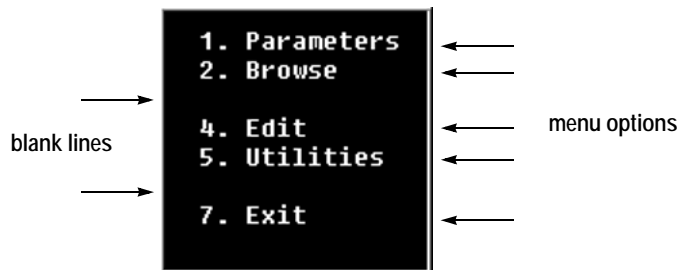 1. Parameters
2. Browse
blank lines
4. Edit
menu options
5. Utilities
7. Exit